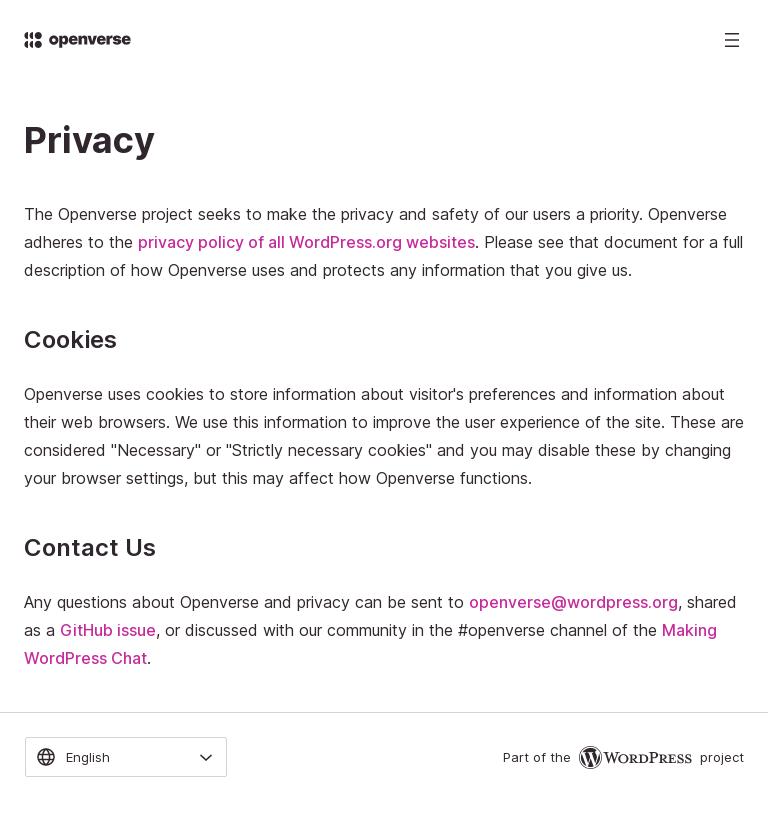 openverse
Privacy
The Openverse project seeks to make the privacy and safety of our users a priority. Openverse
adheres to the privacy policy of all WordPress.org websites. Please see that document for a full
description of how Openverse uses and protects any information that you give us.
Cookies
Openverse uses cookies to store information about visitor's preferences and information about
their web browsers. We use this information to improve the user experience of the site. These are
considered "Necessary" or "Strictly necessary cookies" and you may disable these by changing
your browser settings, but this may affect how Openverse functions.
Contact Us
Any questions about Openverse and privacy can be sent to openverse@wordpress.org, shared
as a GitHub issue, or discussed with our community in the #openverse channel of the Making
WordPress Chat.
English
Part of the WORDPRESS project